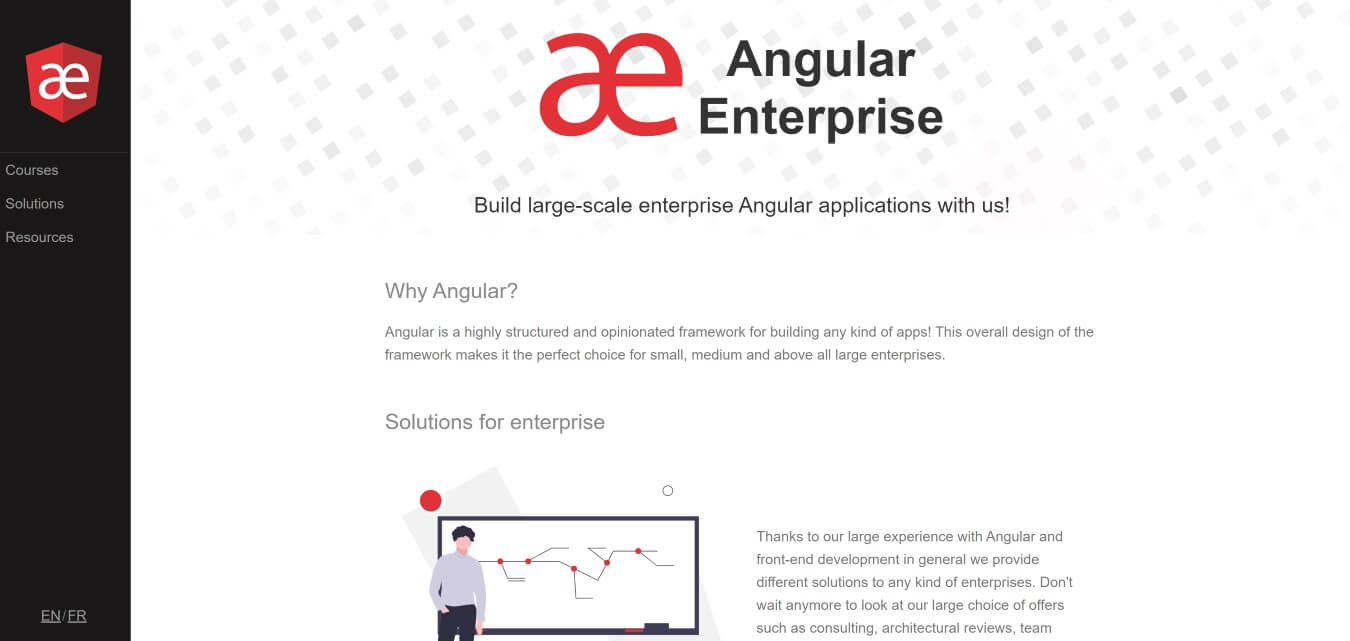 æ
Courses
Solutions
Resources
EN/FR
æ
Angular
Enterprise
Build large-scale enterprise Angular applications with us!
Why Angular?
Angular is a highly structured and opinionated framework for building any kind of apps! This overall design of the
framework makes it the perfect choice for small, medium and above all large enterprises.
Solutions for enterprise
Thanks to our large experience with Angular and
front-end development in general we provide
different solutions to any kind of enterprises. Don't
wait anymore to look at our large choice of offers
such as consulting, architectural reviews, team